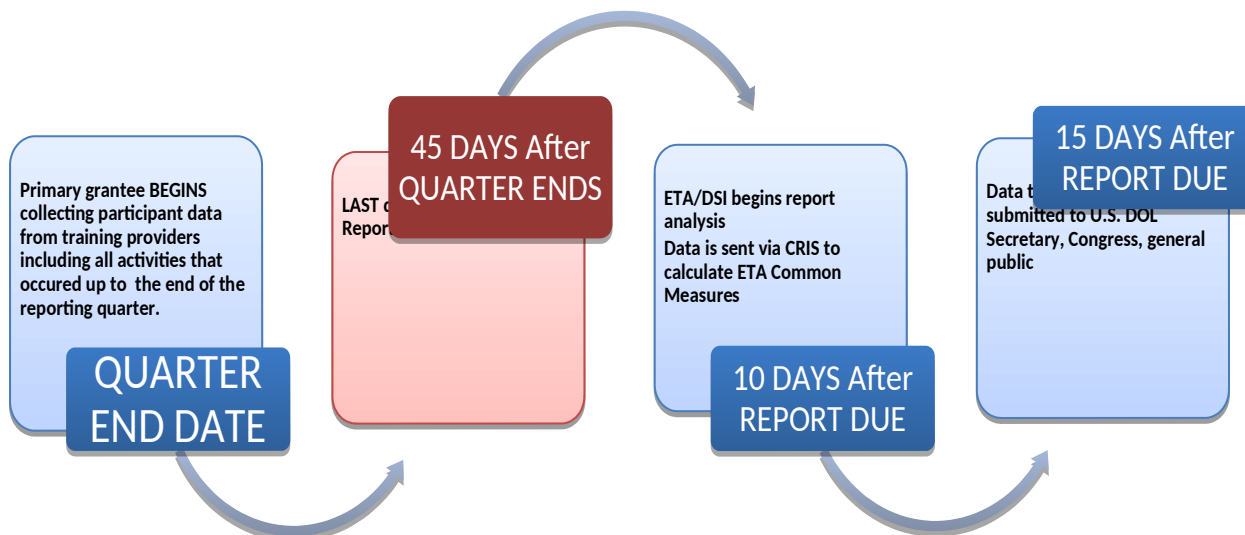 Primary grantee BEGINS
collecting participant data
from training providers
including all activities that
occured up to  the end of the
reporting quarter.
QUARTER
END DATE
45 DAYS After
QUARTER ENDS
LAST
ETA/DSI begins report
analysis
Data is sent via CRIS to
calculate ETA Common
Measures
10 DAYS After
REPORT DUE
15 DAYS After
REPORT DUE
Data
submitted to U.S. DOL
Secretary, Congress, general
public